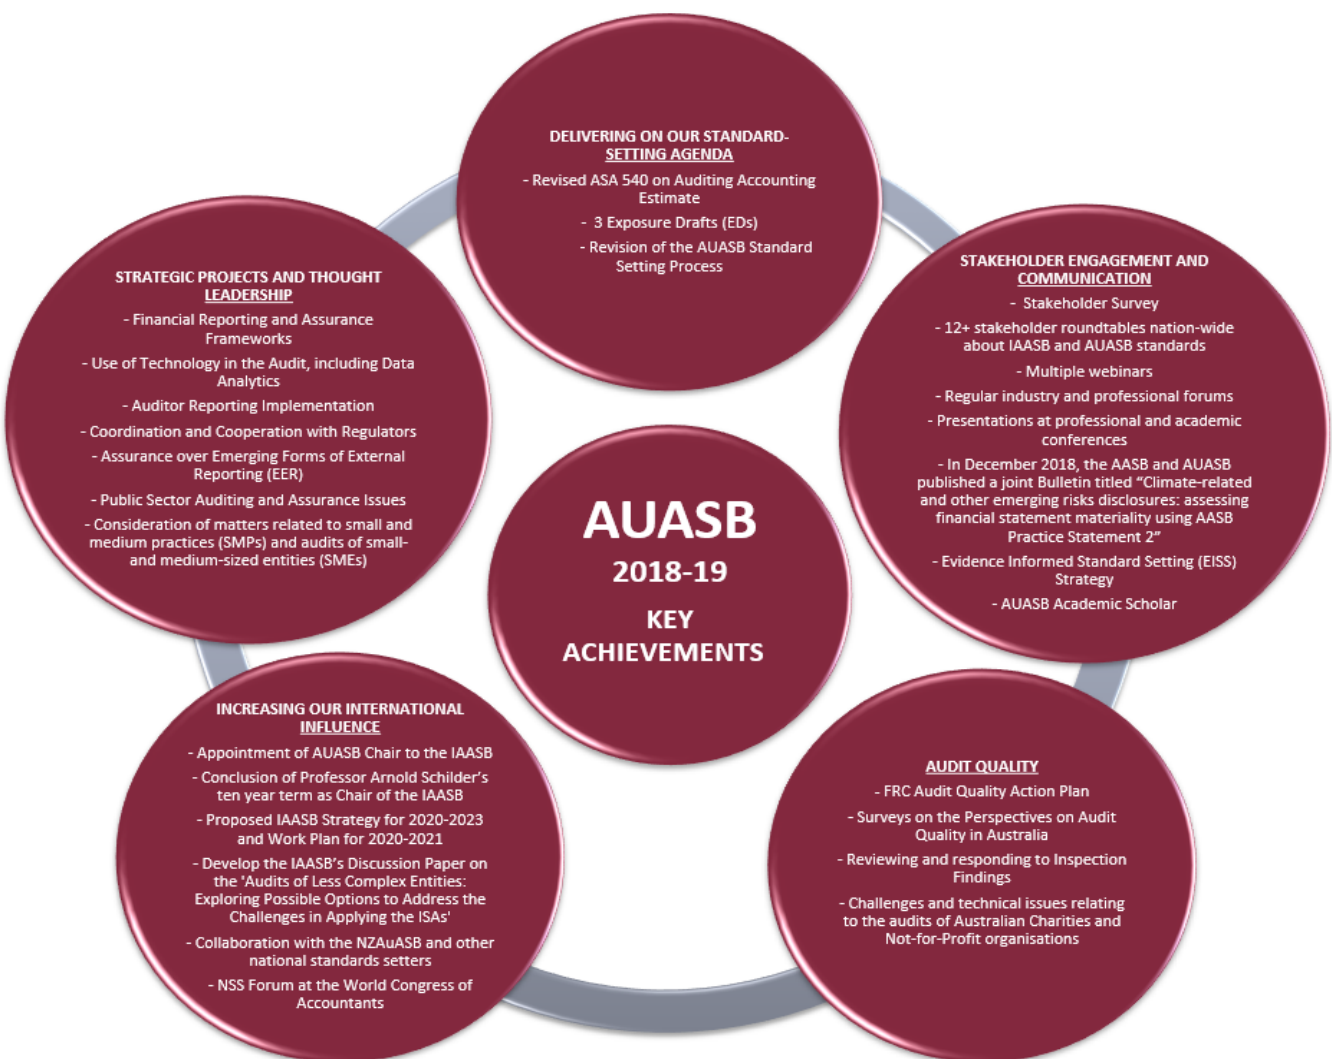 DELIVERING ON OUR STANDARD-
SETTING AGENDA
- Revised ASA 540 on Auditing Accounting
Estimate
- 3 Exposure Drafts (EDs)
- Revision of the AUASB Standard
Setting Process
STAKEHOLDER ENGAGEMENT AND
COMMUNICATION
- Stakeholder Survey
- 12+ stakeholder roundtables nation-wide
about IAASB and AUASB standards
- Multiple webinars
- Regular industry and professional forums
- Presentations at professional and academic
conferences
- In December 2018, the AASB and AUASB
published a joint Bulletin titled “Climate-related
and other emerging risks disclosures: assessing
financial statement materiality using AASB
Practice Statement 2”
- Evidence Informed Standard Setting (EISS)
Strategy
- AUASB Academic Scholar
AUDIT QUALITY
- FRC Audit Quality Action Plan
- Surveys on the Perspectives on Audit
Quality in Australia
- Reviewing and responding to Inspection
Findings
- Challenges and technical issues relating
to the audits of Australian Charities and
Not-for-Profit organisations
INCREASING OUR INTERNATIONAL
INFLUENCE
- Appointment of AUASB Chair to the IAASB
- Conclusion of Professor Arnold Schilder’s
ten year term as Chair of the IAASB
- Proposed IAASB Strategy for 2020-2023
and Work Plan for 2020-2021
- Develop the IAASB’s Discussion Paper on
the 'Audits of Less Complex Entities:
Exploring Possible Options to Address the
Challenges in Applying the ISAs'
- Collaboration with the NZAuASB and other
national standards setters
- NSS Forum at the World Congress of
Accountants
STRATEGIC PROJECTS AND THOUGHT
LEADERSHIP
- Financial Reporting and Assurance
Frameworks
- Use of Technology in the Audit, including Data
Analytics
- Auditor Reporting Implementation
- Coordination and Cooperation with Regulators
- Assurance over Emerging Forms of External
Reporting (EER)
- Public Sector Auditing and Assurance Issues
- Consideration of matters related to small and
medium practices (SMPs) and audits of small-
and medium-sized entities (SMEs)
AUASB
2018-19
KEY
ACHIEVEMENTS